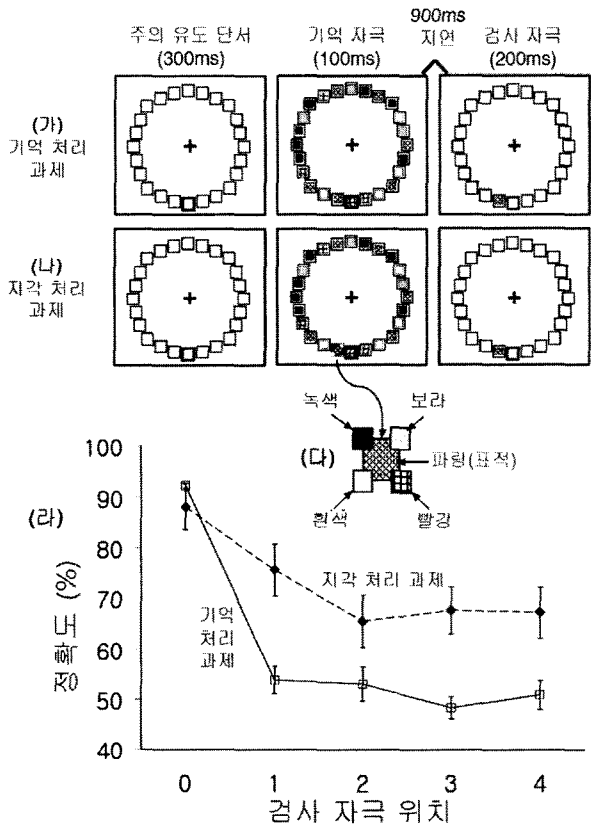 주의 유도 단서
(300ms)
기억 자극
(100ms)
900ms
지연
검사 자극
(200ms)
(가)
기억 처리
과제
(나)
지각 처리
과제
녹색
보라
(다)
파랑(표적)
흰색
빨강
(라)
지각 처리 과제
기억
처리
과제
정확도 (%)
100
90
80
70
60
50
40
0 1 2 3 4
검사 자극 위치